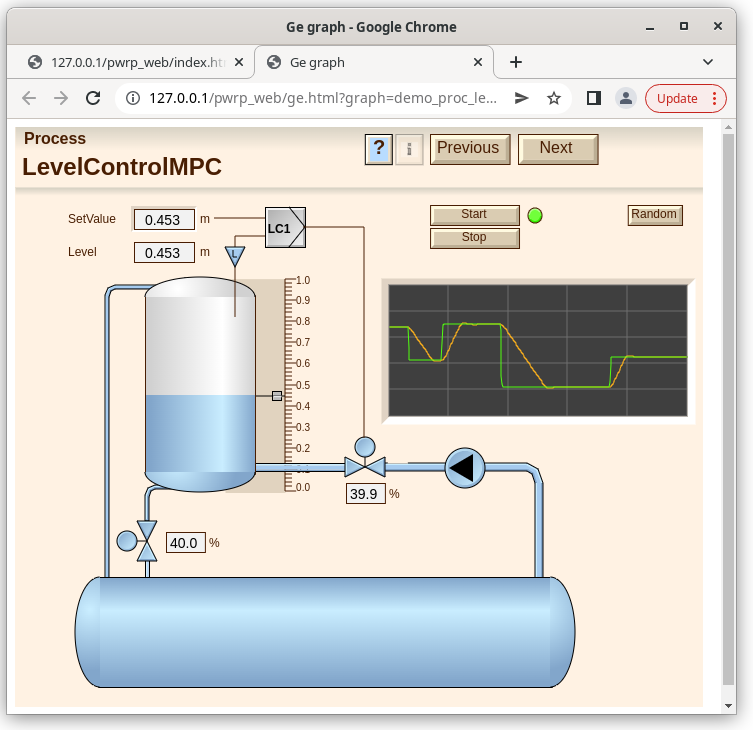 Ge graph - Google Chrome
127.0.0.1/pwrp_web/index.ht
Ge graph
127.0.0.1/pwrp_web/ge.html?graph=demo_proc_le...
Update
Process
LevelControlMPC
?
i
Previous
Next
SetValue
0.453
m
LC1
Start
Random
Level
0.453
m
L
Stop
1.0
0.9
0.8
0.7
0.6
0.5
0.4
0.3
0.2
0.1
0.0
39.9
%
40.0
%